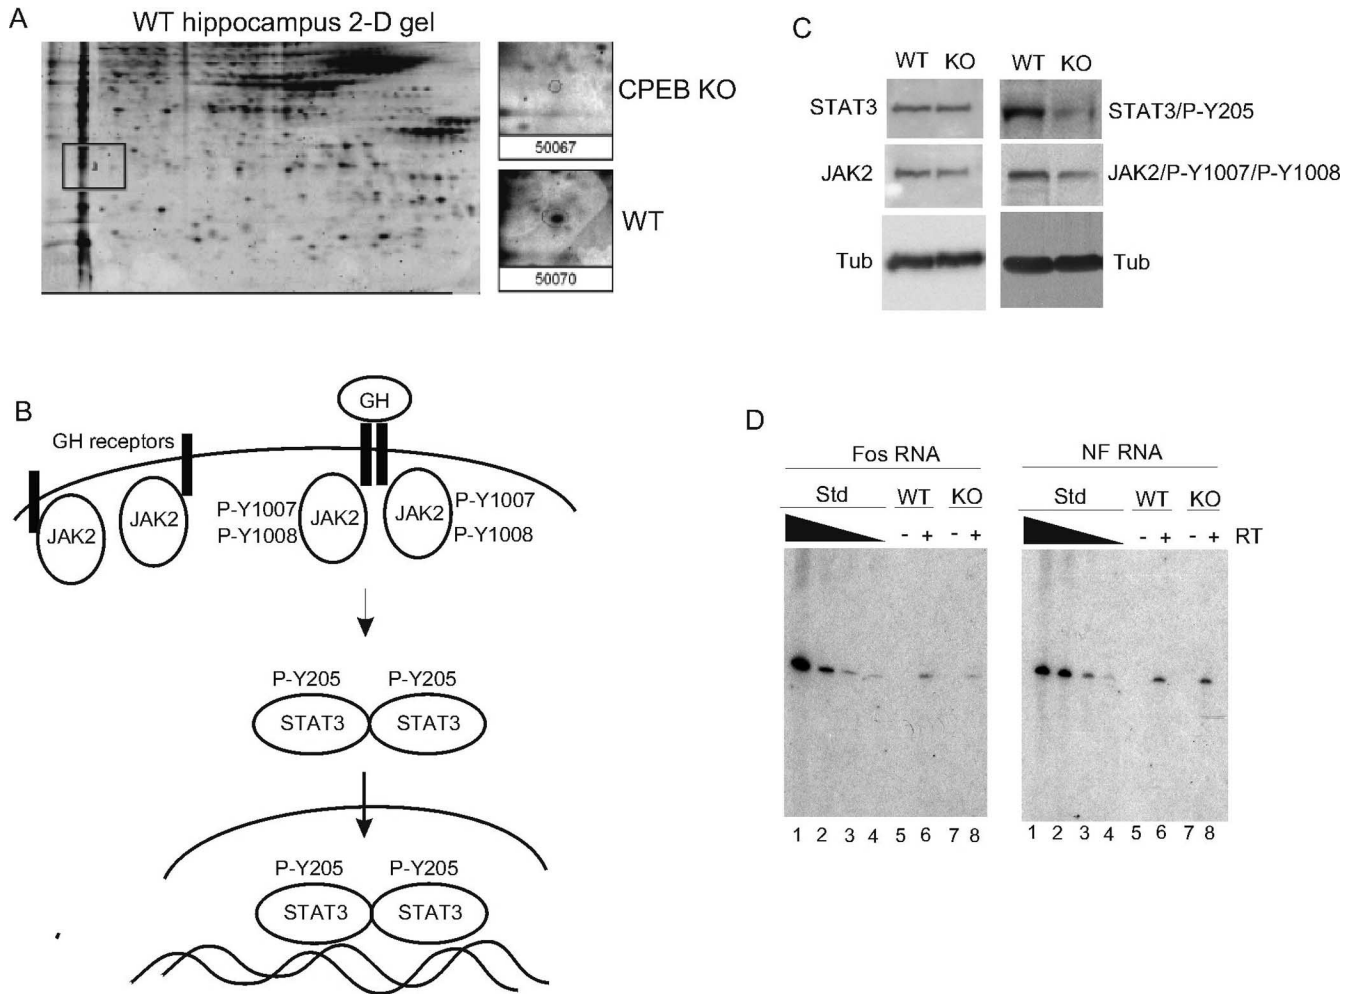 A
WT hippocampus 2-D gel
CPEB KO
50067
WT
50070
B
GH
GH receptors
JAK2
JAK2
P-Y1007
P-Y1008
JAK2
JAK2
P-Y1007
P-Y1008
P-Y205 P-Y205
STAT3 STAT3
P-Y205 P-Y205
STAT3 STAT3
C
WT KO WT KO
STAT3 STAT3/P-Y205
JAK2 JAK2/P-Y1007/P-Y1008
Tub Tub
D
Fos RNA NF RNA
Std WT KO Std WT KO
- + - + - + - + RT
1 2 3 4 5 6 7 8 1 2 3 4 5 6 7 8